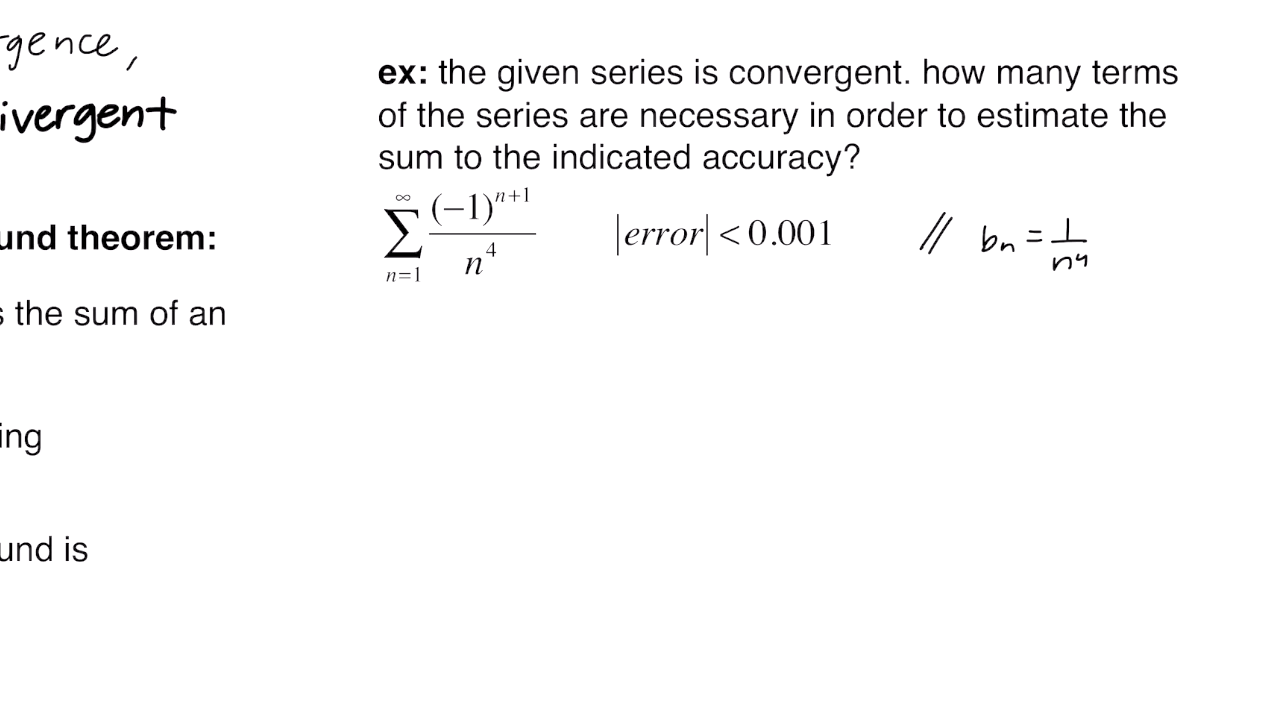 rgence,
ivergent
und theorem:
s the sum of an
ing
und is
ex: the given series is convergent. how many terms
of the series are necessary in order to estimate the
sum to the indicated accuracy?
∞ ∑ n=1 (−1)^{n+1} / n^4   |error| < 0.001   // bn = 1/n^4